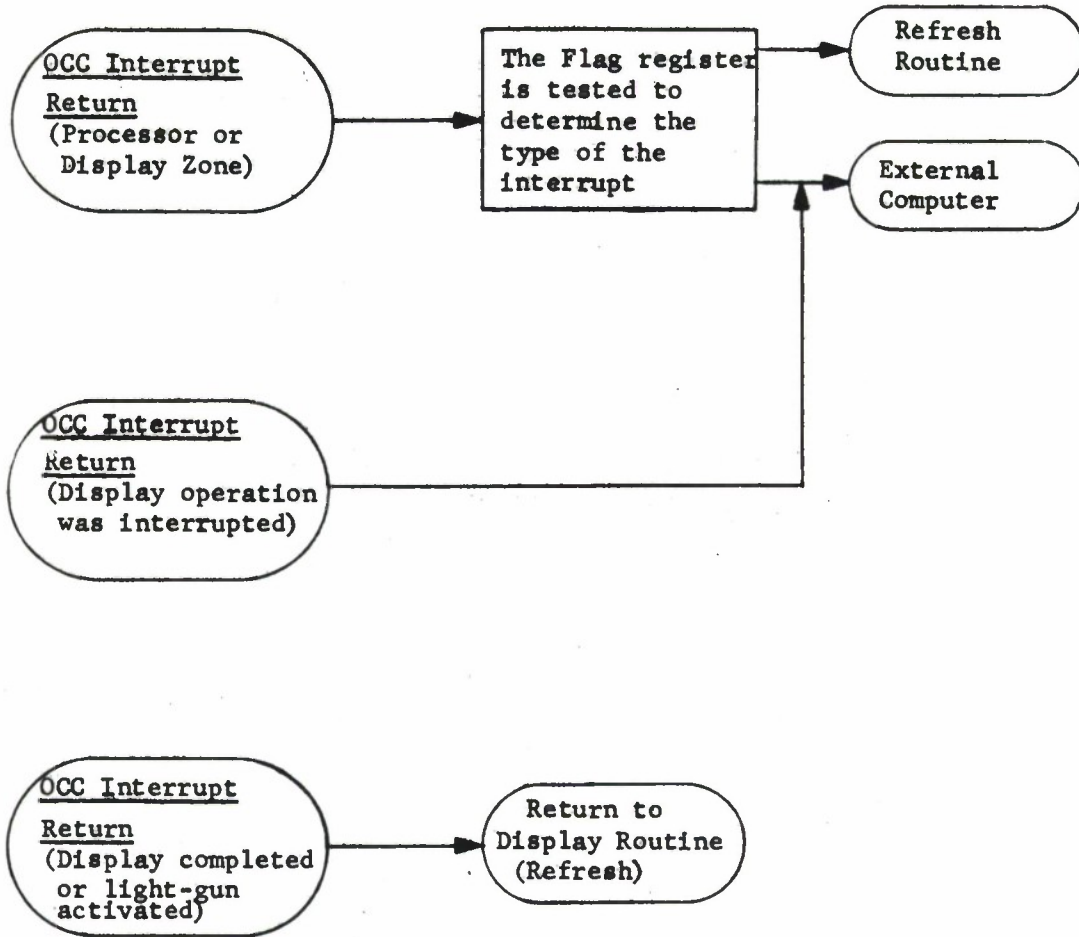 OCC Interrupt
Return
(Processor or
Display Zone)
The Flag register
is tested to
determine the
type of the
interrupt
Refresh
Routine
External
Computer
OCC Interrupt
Return
(Display operation
was interrupted)
OCC Interrupt
Return
(Display completed
or light-gun
activated)
Return to
Display Routine
(Refresh)